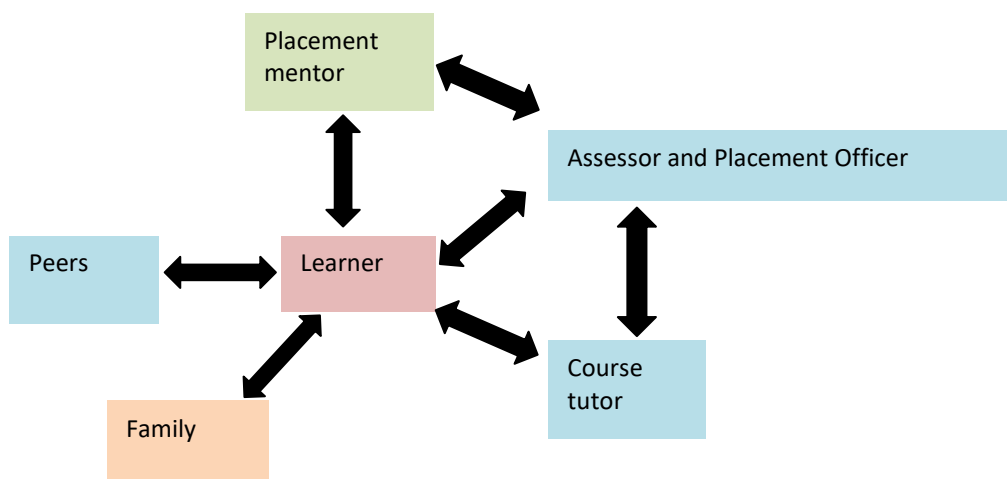 Placement
mentor
Assessor and Placement Officer
Peers
Learner
Course
tutor
Family